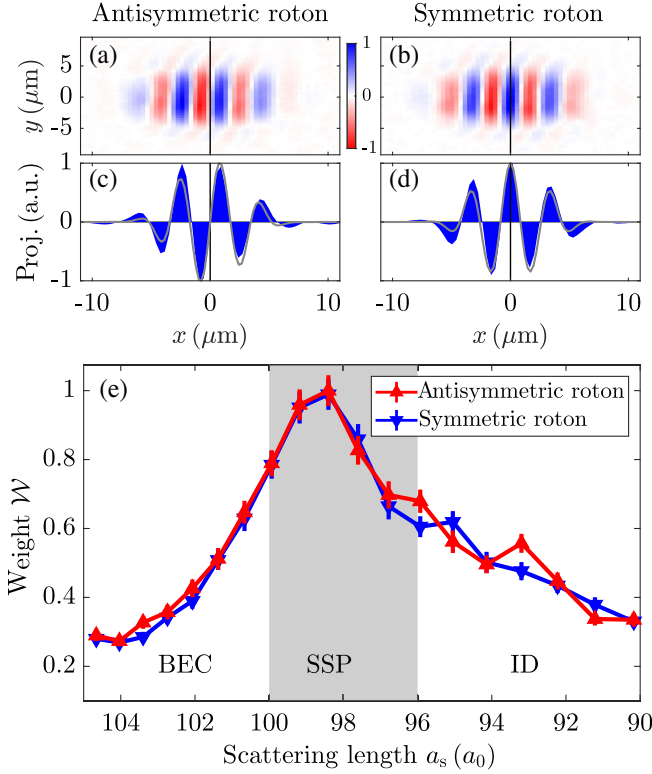 Antisymmetric roton
Symmetric roton
(a)
(b)
y (μm)
5
0
-5
1
0
-1
(c)
(d)
Proj. (a.u.)
1
0
-1
-10 0 10
-10 0 10
x (μm)
x (μm)
(e)
Antisymmetric roton
Symmetric roton
Weight 𝒲
1
0.8
0.6
0.4
0.2
BEC
SSP
ID
104 102 100 98 96 94 92 90
Scattering length aₛ (a₀)